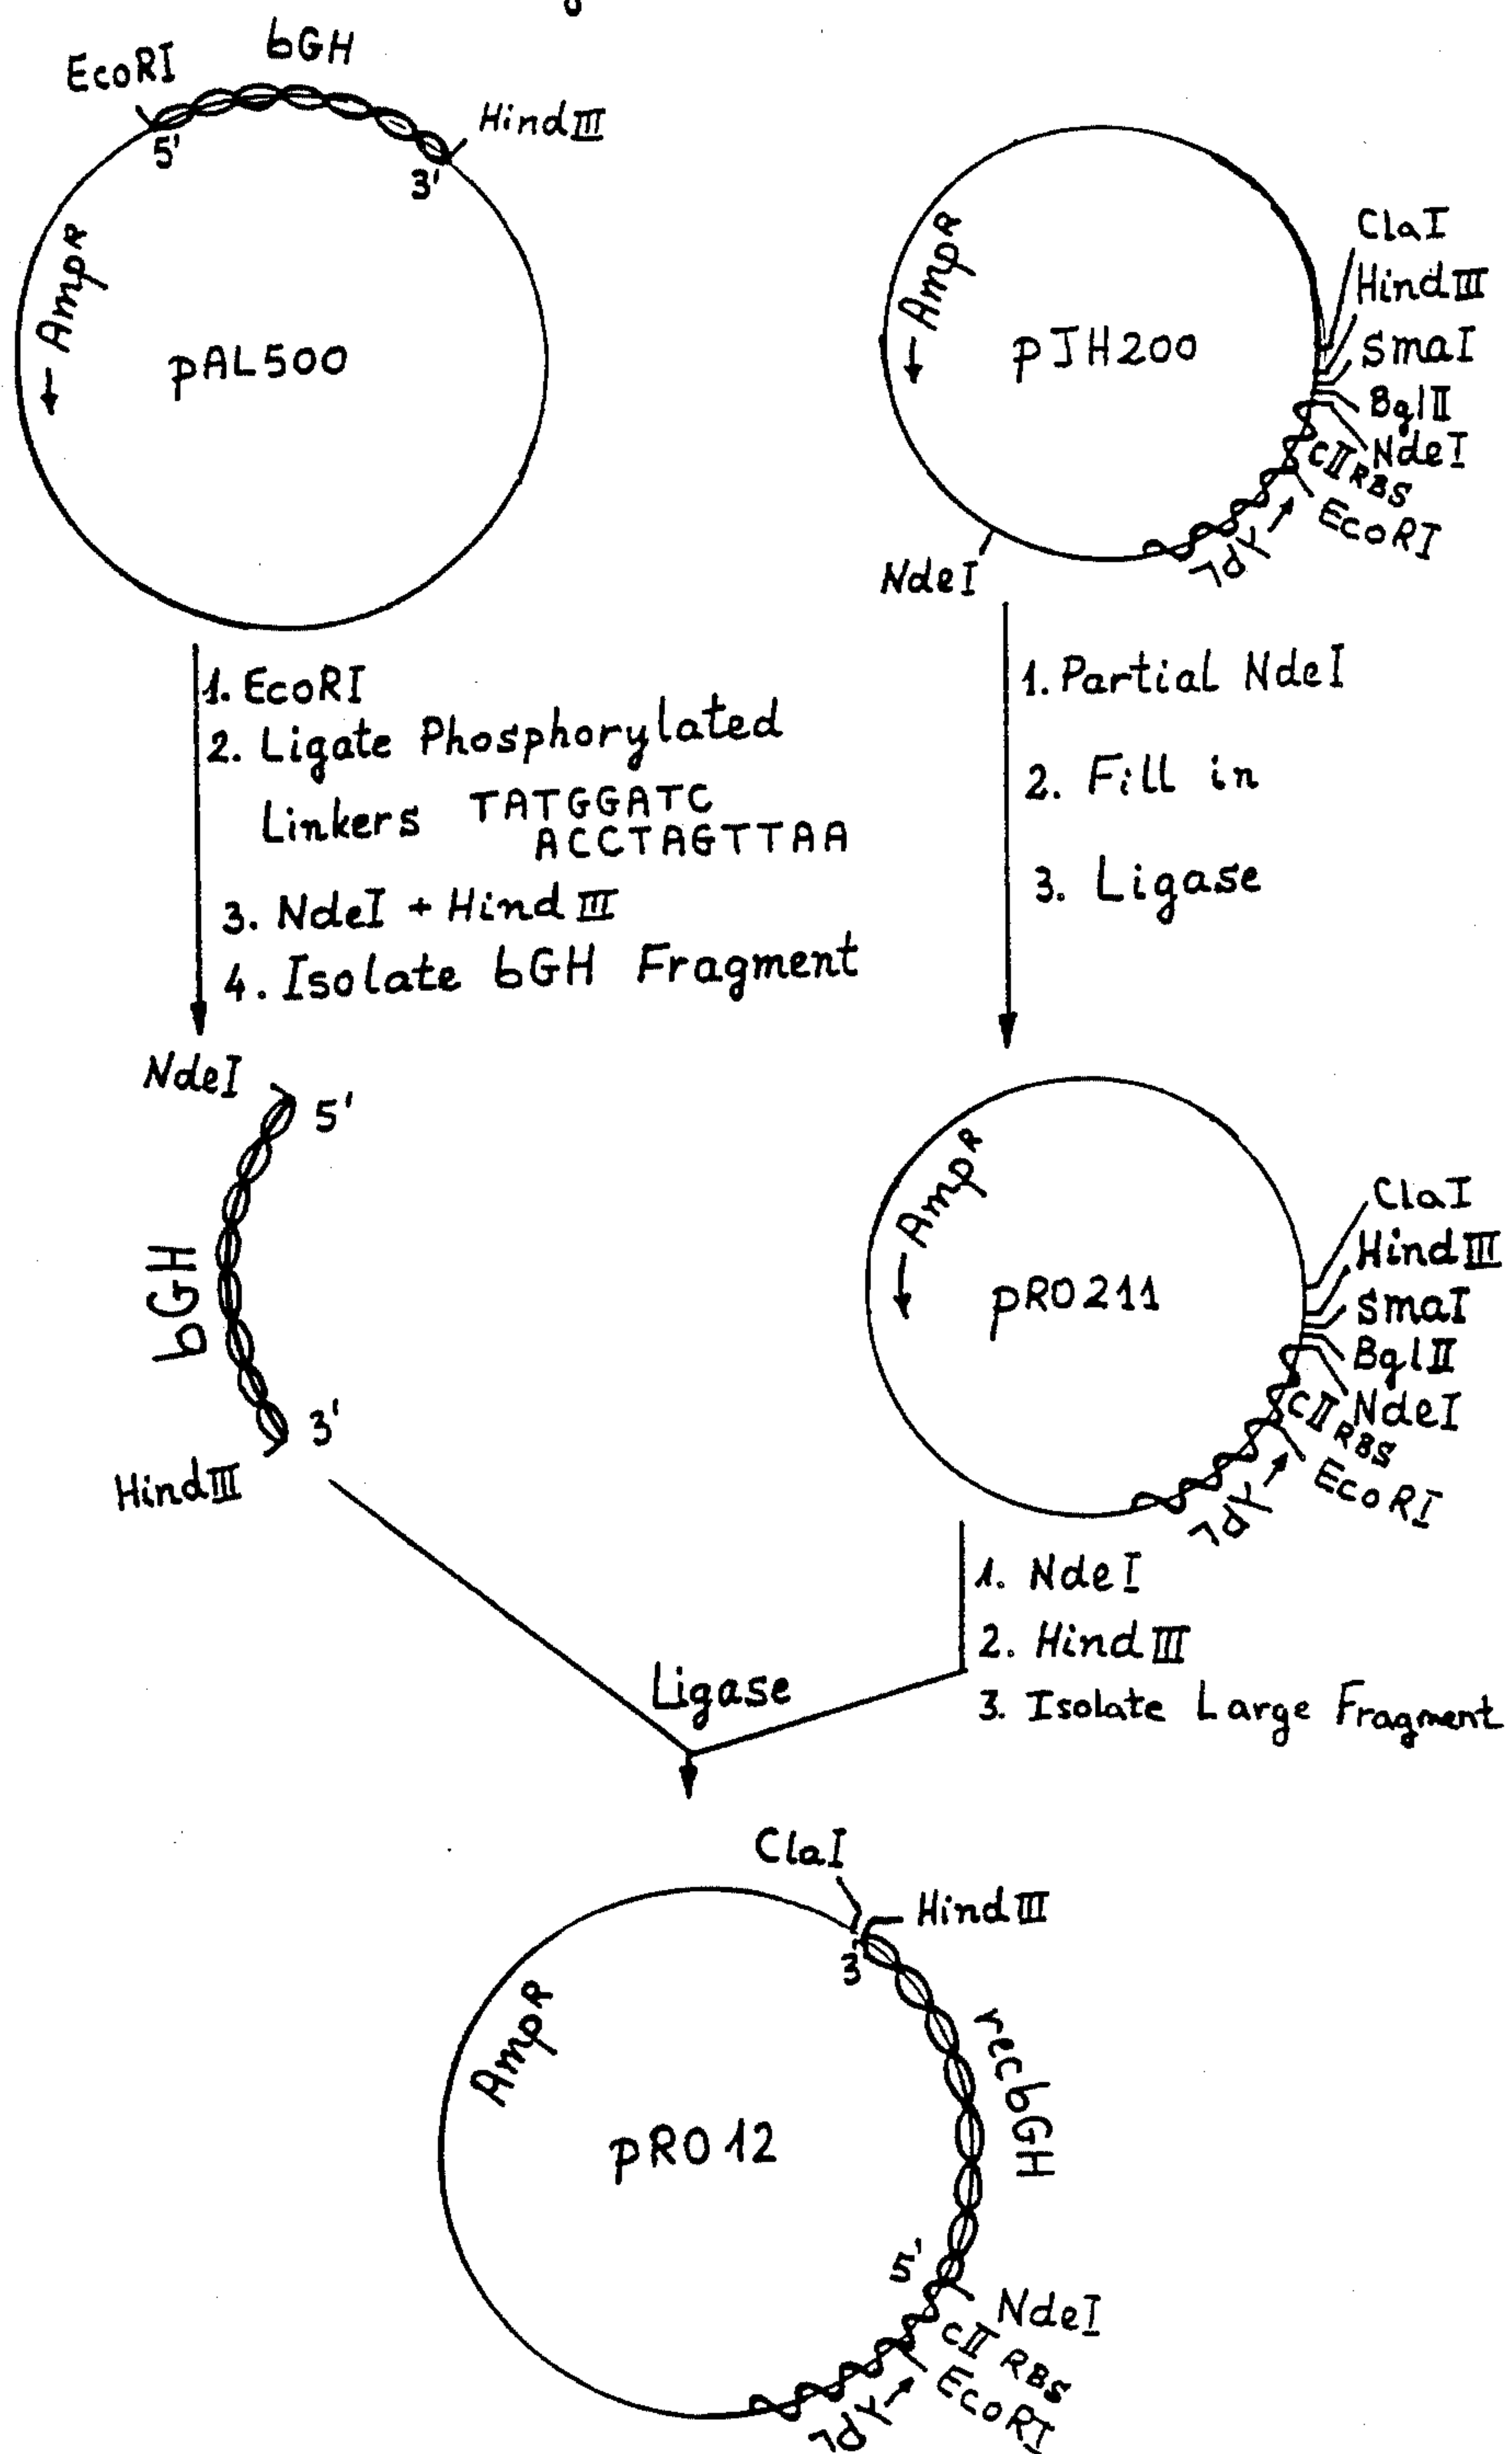 bGH
EcoRI
HindIII
5'
3'
AmpR
pAL500
AmpR
pJH200
ClaI
HindIII
SmaI
BglII
NdeI
cII RBS
EcoRI
λPL
NdeI
1. EcoRI
2. Ligate Phosphorylated
Linkers TATGGATC
ACCTAGTTAA
3. NdeI + HindIII
4. Isolate bGH Fragment
1. Partial NdeI
2. Fill in
3. Ligase
NdeI
5'
bGH
3'
HindIII
AmpR
pRO211
ClaI
HindIII
SmaI
BglII
NdeI
cII RBS
EcoRI
λPL
1. NdeI
2. HindIII
3. Isolate Large Fragment
Ligase
ClaI
HindIII
3'
AmpR
recbGH
pRO12
5'
NdeI
cII RBS
EcoRI
λPL